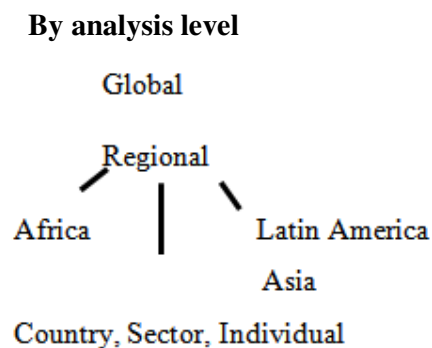 By analysis level
Global
Regional
Africa
Latin America
Asia
Country, Sector, Individual